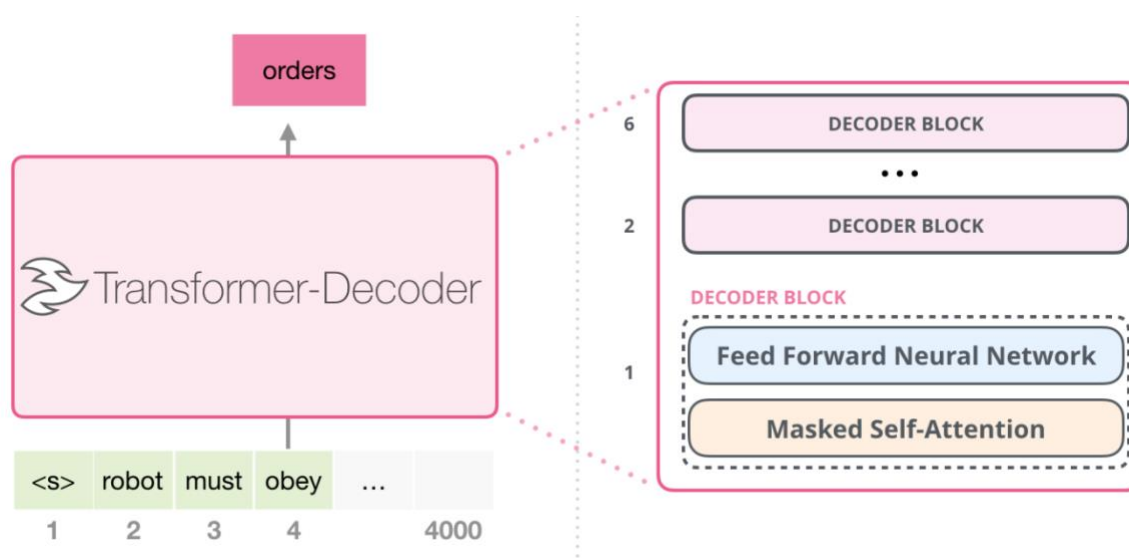 orders
Transformer-Decoder
<s> robot must obey ...
1 2 3 4 4000
6 DECODER BLOCK
...
2 DECODER BLOCK
DECODER BLOCK
1
Feed Forward Neural Network
Masked Self-Attention